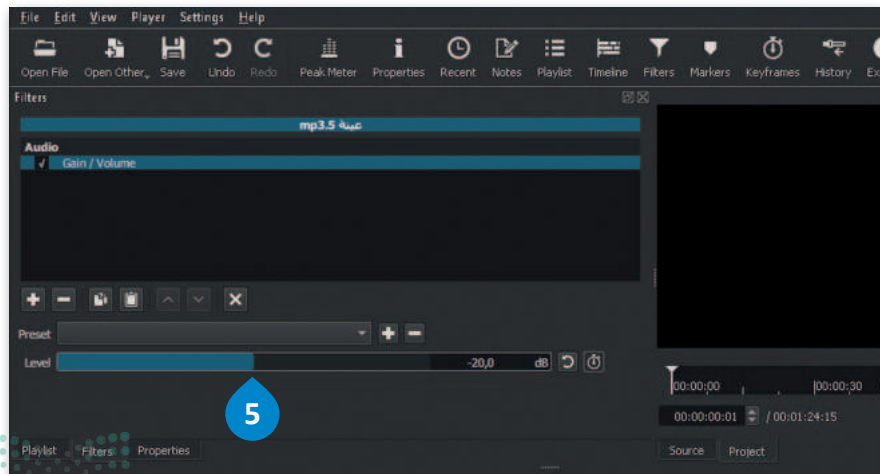 File Edit View Player Settings Help
Open File Open Other Save Undo Redo Peak Meter Properties Recent Notes Playlist Timeline Filters Markers Keyframes History
Filters
عينة 5.mp3
Audio
✓ Gain / Volume
Preset
Level -20,0 dB
5
00:00:00 00:00:30
00:00:00:01 / 00:01:24:15
Playlist Filters Properties
Source Project